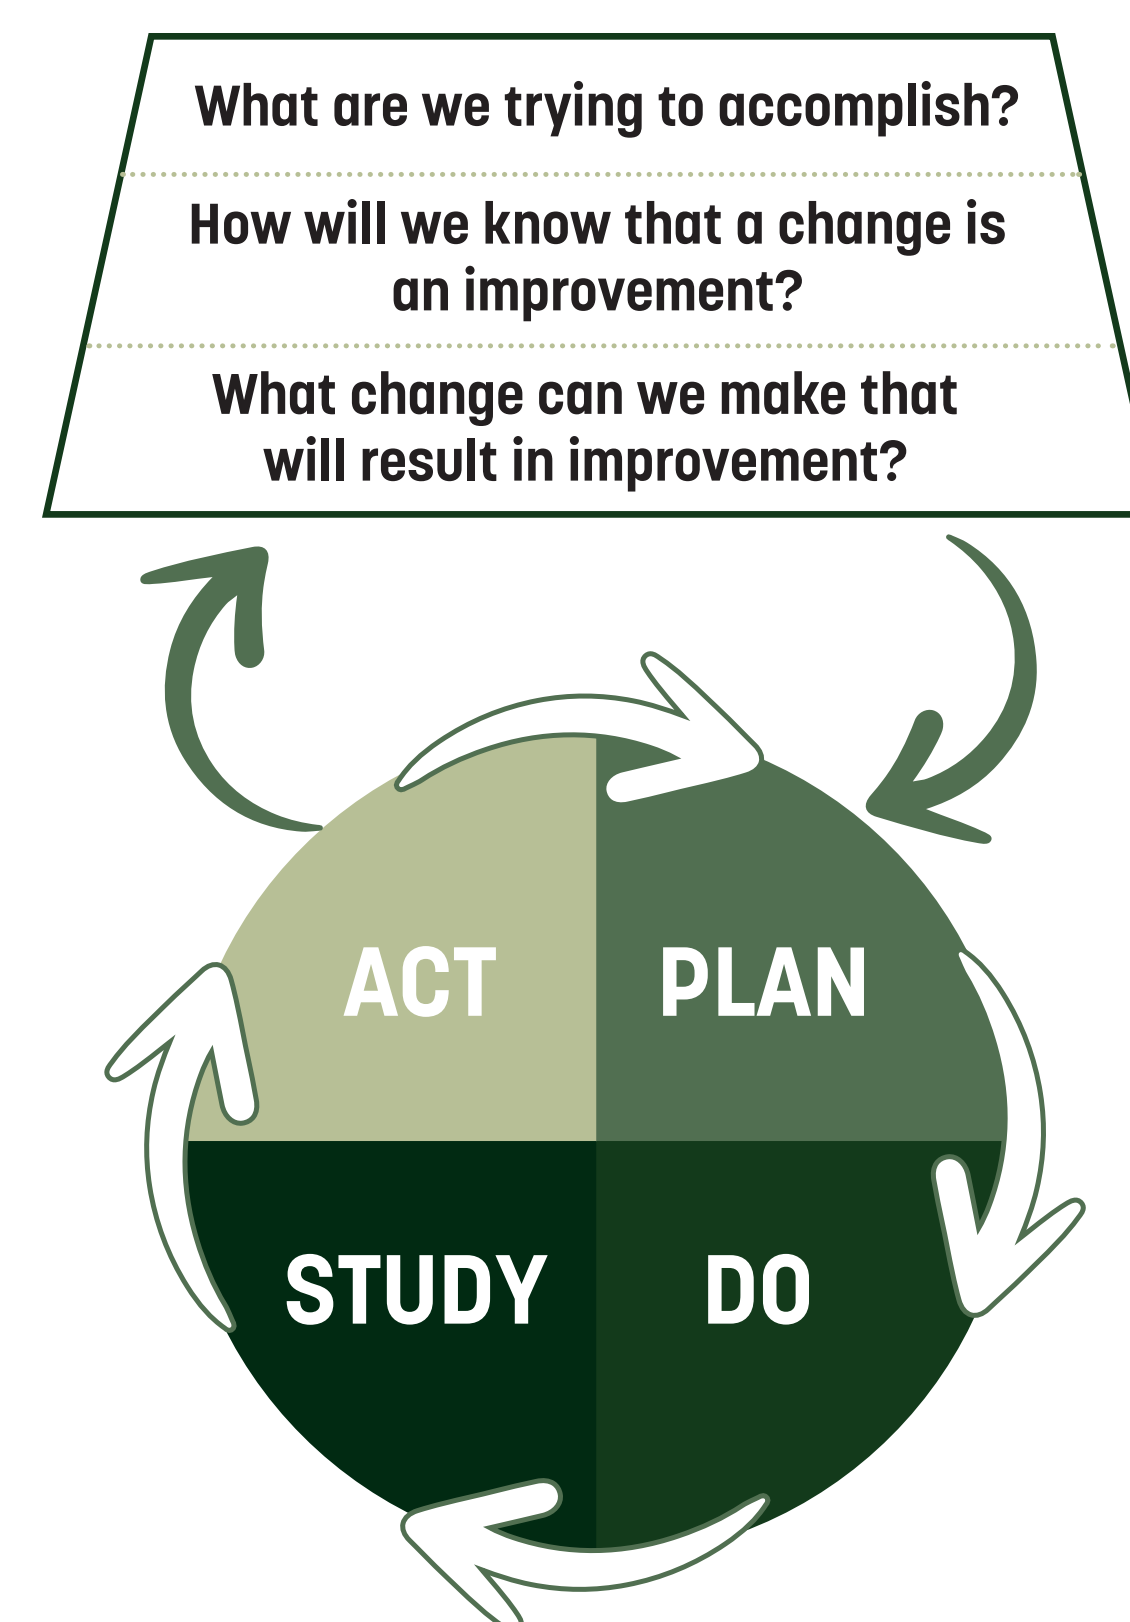 What are we trying to accomplish?
How will we know that a change is
an improvement?
What change can we make that
will result in improvement?
ACT
PLAN
STUDY
DO